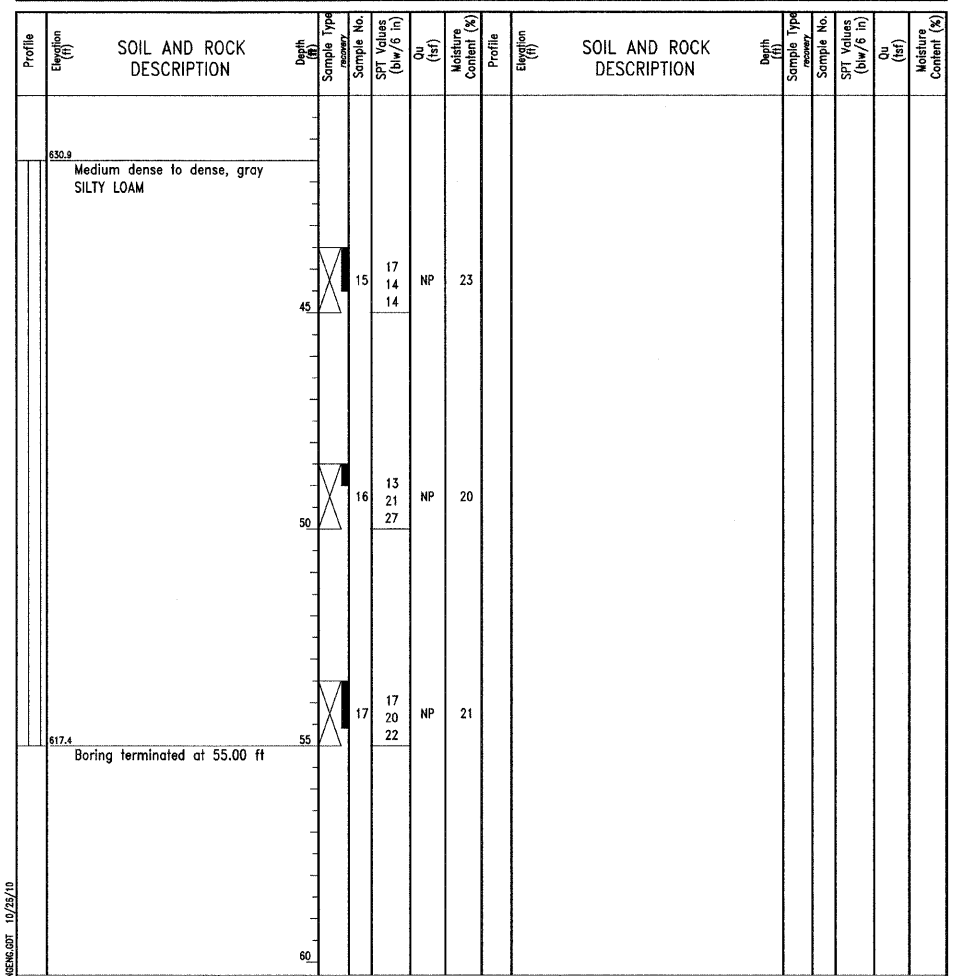 Profile
Elevation (ft)
SOIL AND ROCK
DESCRIPTION
Depth (ft)
Sample Type
recovery
Sample No.
SPT Values
(blw/6 in)
Qu
(tsf)
Moisture
Content (%)
Profile
Elevation (ft)
SOIL AND ROCK
DESCRIPTION
Depth (ft)
Sample Type
recovery
Sample No.
SPT Values
(blw/6 in)
Qu
(tsf)
Moisture
Content (%)
630.9
Medium dense to dense, gray
SILTY LOAM
15 17 14 14 NP 23
45
16 13 21 27 NP 20
50
17 17 20 22 NP 21
617.4 55
Boring terminated at 55.00 ft
60
10/26/10